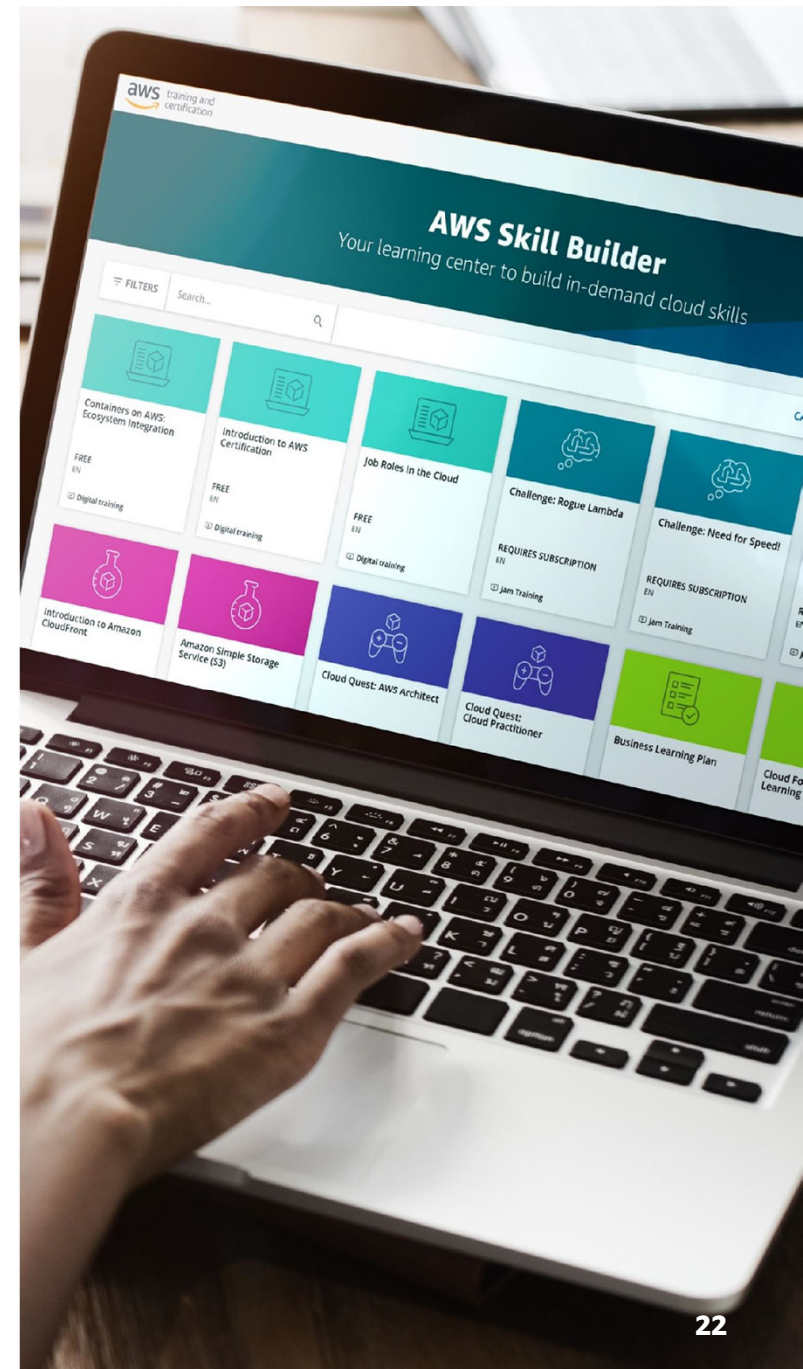 aws training and
certification
AWS Skill Builder
Your learning center to build in-demand cloud skills
FILTERS
Search...
Containers on AWS:
Ecosystem Integration
FREE
EN
Digital training
Introduction to AWS
Certification
FREE
EN
Digital training
Job Roles in the Cloud
FREE
EN
Digital training
Challenge: Rogue Lambda
REQUIRES SUBSCRIPTION
EN
Jam Training
Challenge: Need for Speed!
REQUIRES SUBSCRIPTION
EN
Jam Training
Introduction to Amazon
CloudFront
Amazon Simple Storage
Service (S3)
Cloud Quest: AWS Architect
Cloud Quest:
Cloud Practitioner
Business Learning Plan
Learning
option
return
shift
22